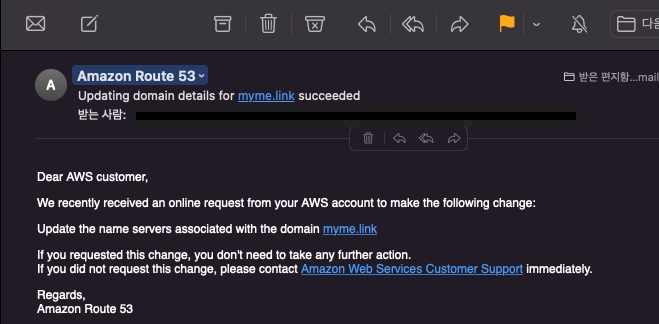 다음
A
Amazon Route 53
받은 편지함...mail
Updating domain details for myme.link succeeded
받는 사람:
Dear AWS customer,
We recently received an online request from your AWS account to make the following change:
Update the name servers associated with the domain myme.link
If you requested this change, you don't need to take any further action.
If you did not request this change, please contact Amazon Web Services Customer Support immediately.
Regards,
Amazon Route 53